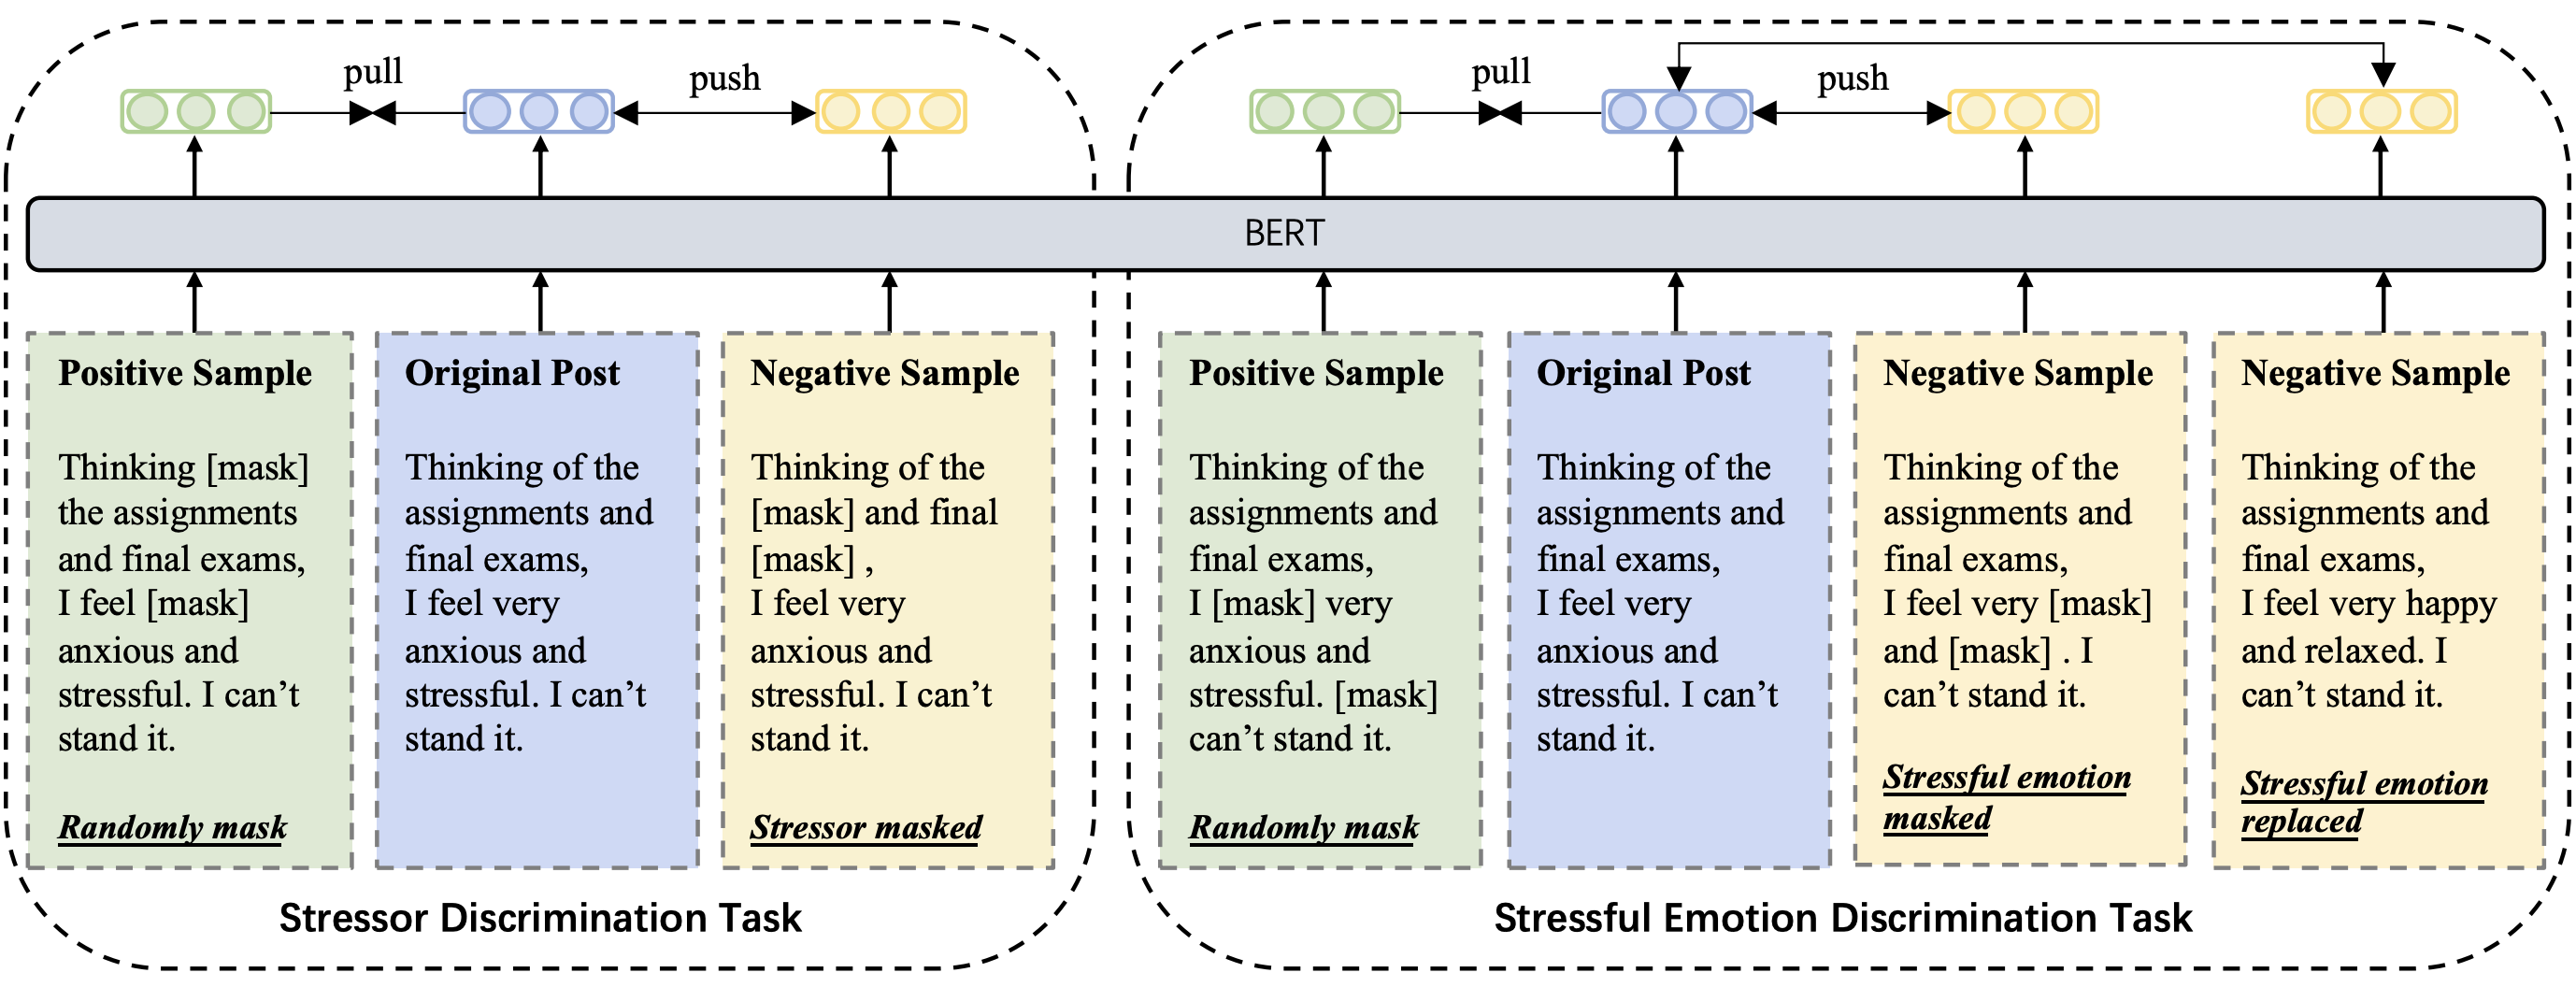 pull
push
pull
push
BERT
Positive Sample
Thinking [mask]
the assignments
and final exams,
I feel [mask]
anxious and
stressful. I can’t
stand it.
Randomly mask
Original Post
Thinking of the
assignments and
final exams,
I feel very
anxious and
stressful. I can’t
stand it.
Negative Sample
Thinking of the
[mask] and final
[mask] ,
I feel very
anxious and
stressful. I can’t
stand it.
Stressor masked
Stressor Discrimination Task
Positive Sample
Thinking of the
assignments and
final exams,
I [mask] very
anxious and
stressful. [mask]
can’t stand it.
Randomly mask
Original Post
Thinking of the
assignments and
final exams,
I feel very
anxious and
stressful. I can’t
stand it.
Negative Sample
Thinking of the
assignments and
final exams,
I feel very [mask]
and [mask] . I
can’t stand it.
Stressful emotion
masked
Negative Sample
Thinking of the
assignments and
final exams,
I feel very happy
and relaxed. I
can’t stand it.
Stressful emotion
replaced
Stressful Emotion Discrimination Task